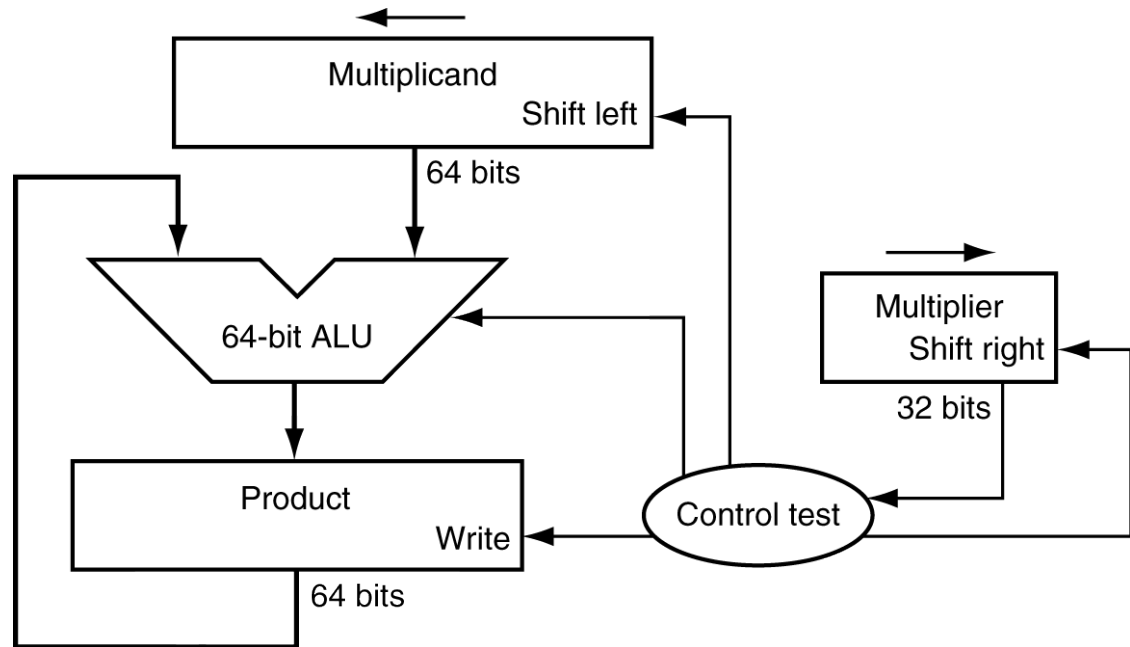 Multiplicand
Shift left
64 bits
64-bit ALU
Multiplier
Shift right
32 bits
Product
Write
Control test
64 bits